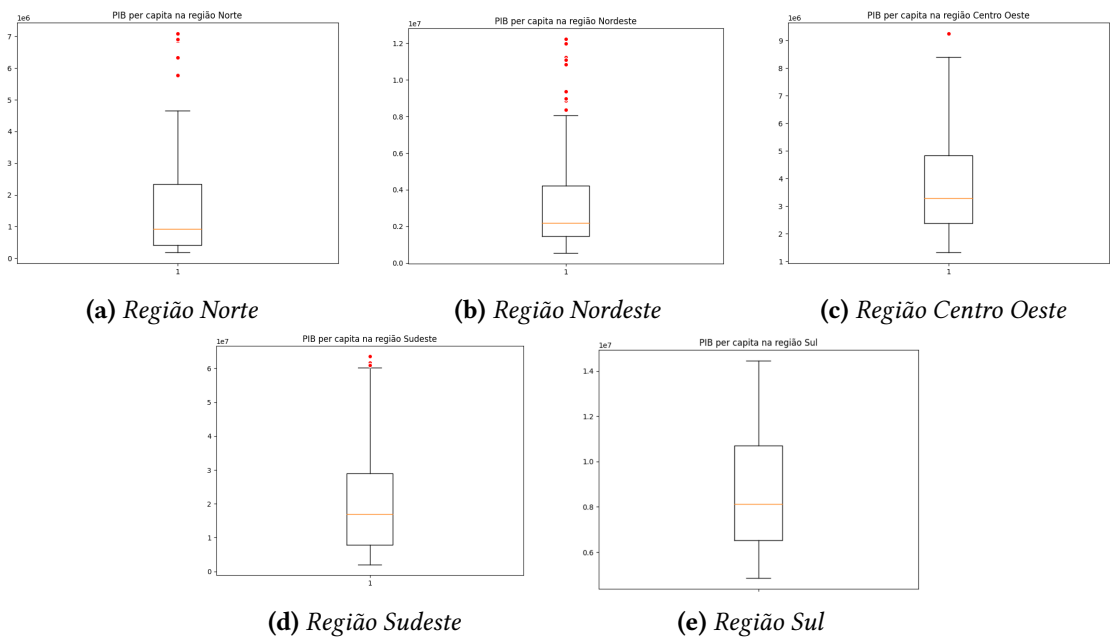 PIB per capita na região Norte
1e6
7
6
5
4
3
2
1
0
1
(a) Região Norte
PIB per capita na região Nordeste
1e7
1.2
1.0
0.8
0.6
0.4
0.2
0.0
1
(b) Região Nordeste
PIB per capita na região Centro Oeste
1e6
9
8
7
6
5
4
3
2
1
1
(c) Região Centro Oeste
PIB per capita na região Sudeste
1e7
6
5
4
3
2
1
0
1
(d) Região Sudeste
PIB per capita na região Sul
1e7
1.4
1.2
1.0
0.8
0.6
(e) Região Sul